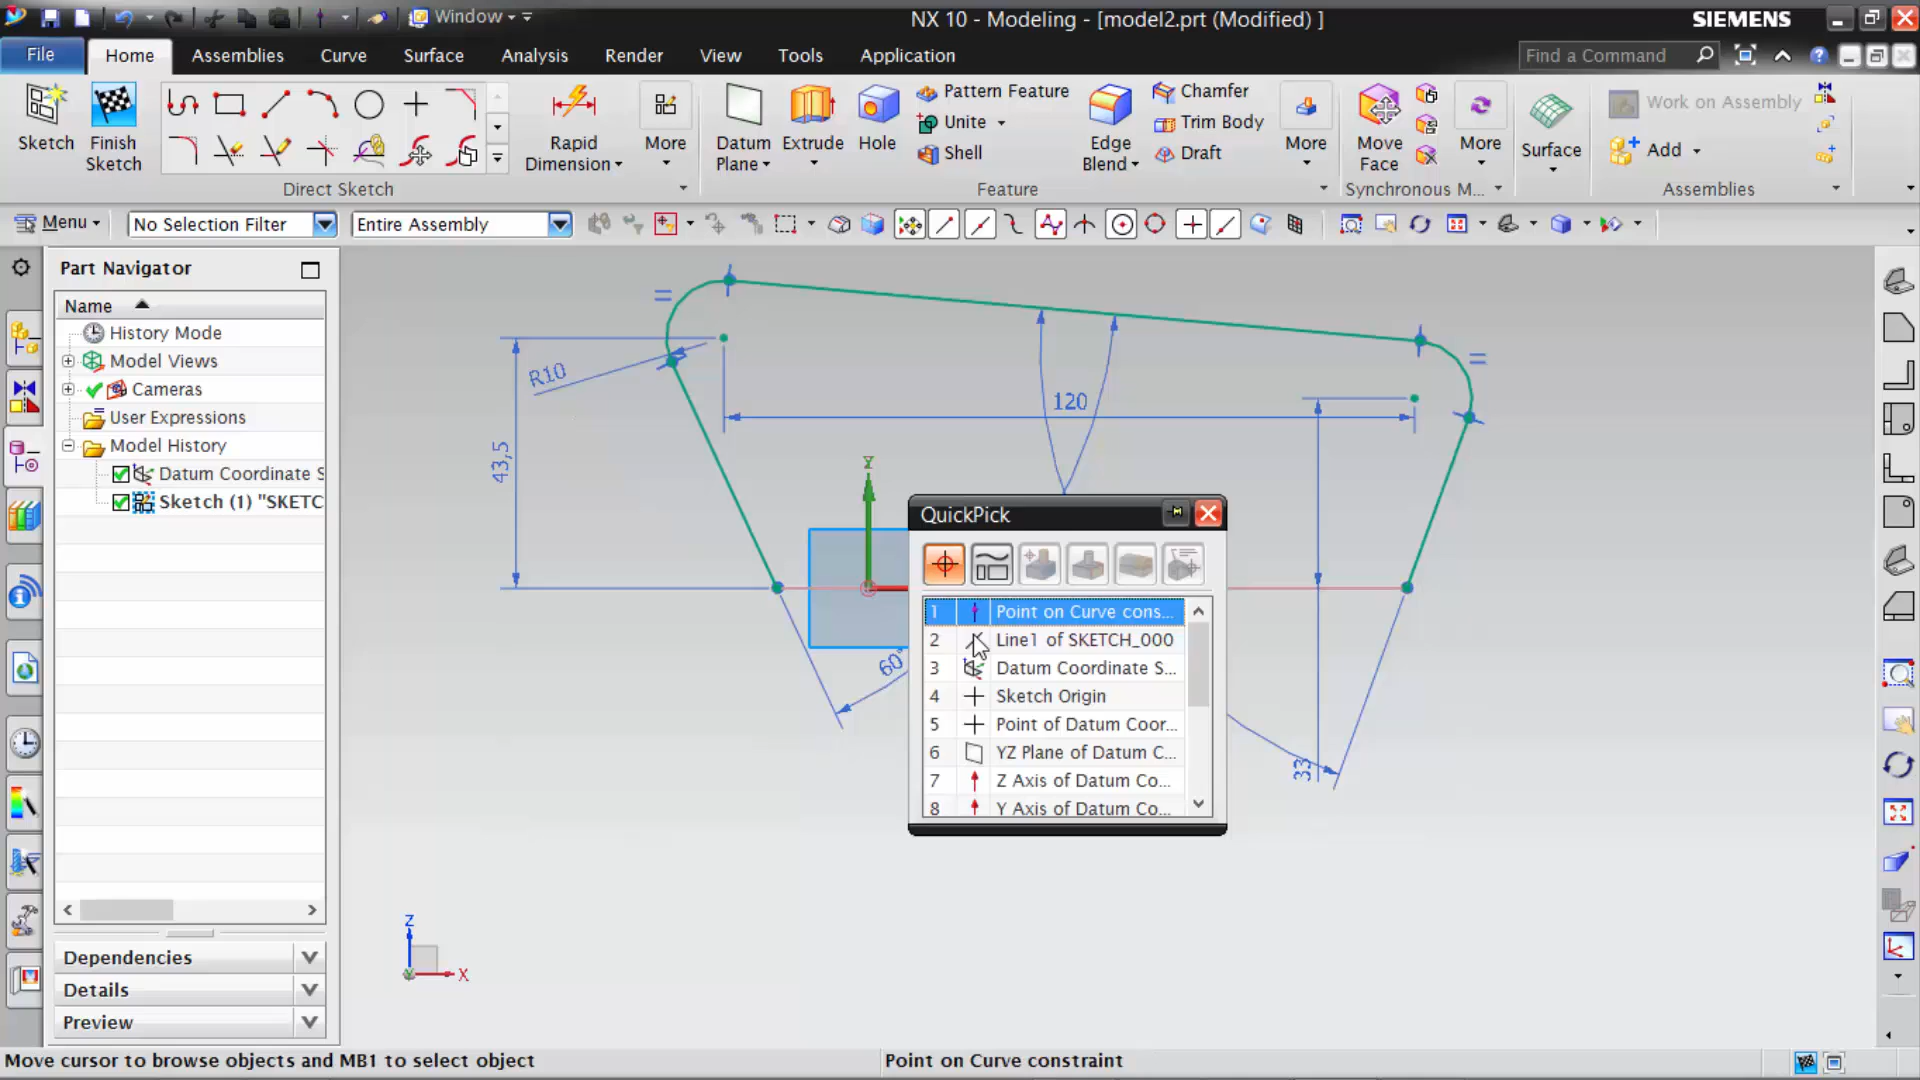 Window
NX 10 - Modeling - [model2.prt (Modified) ]
SIEMENS
File
Home
Assemblies
Curve
Surface
Analysis
Render
View
Tools
Application
Find a Command
Sketch
Finish Sketch
Direct Sketch
Rapid Dimension
More
Datum Plane
Extrude
Hole
Pattern Feature
Unite
Shell
Edge Blend
Chamfer
Trim Body
Draft
More
Feature
Move Face
More
Synchronous M...
Surface
Work on Assembly
Add
Assemblies
Menu
No Selection Filter
Entire Assembly
Part Navigator
Name
History Mode
Model Views
Cameras
User Expressions
Model History
Datum Coordinate S
Sketch (1) "SKETC
Dependencies
Details
Preview
R10
120
43,5
60°
33
Y
Z
X
QuickPick
1 Point on Curve cons...
2 Line1 of SKETCH_000
3 Datum Coordinate S...
4 Sketch Origin
5 Point of Datum Coor...
6 YZ Plane of Datum C...
7 Z Axis of Datum Co...
8 Y Axis of Datum Co...
Move cursor to browse objects and MB1 to select object
Point on Curve constraint